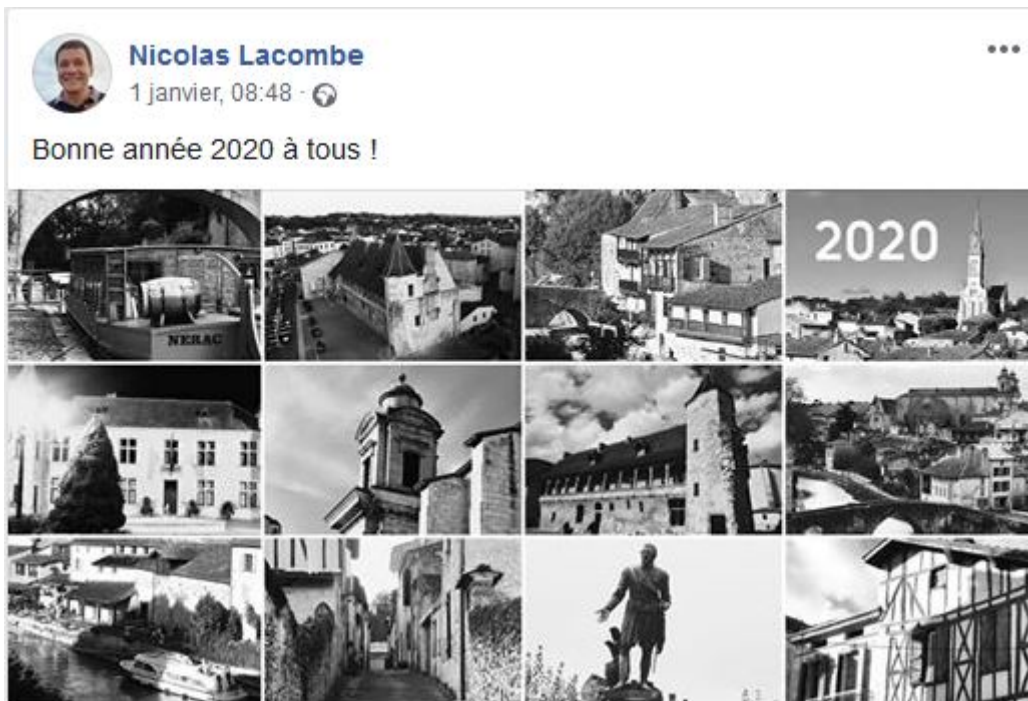 Nicolas Lacombe
1 janvier, 08:48 ·
Bonne année 2020 à tous !
2020
NERAC